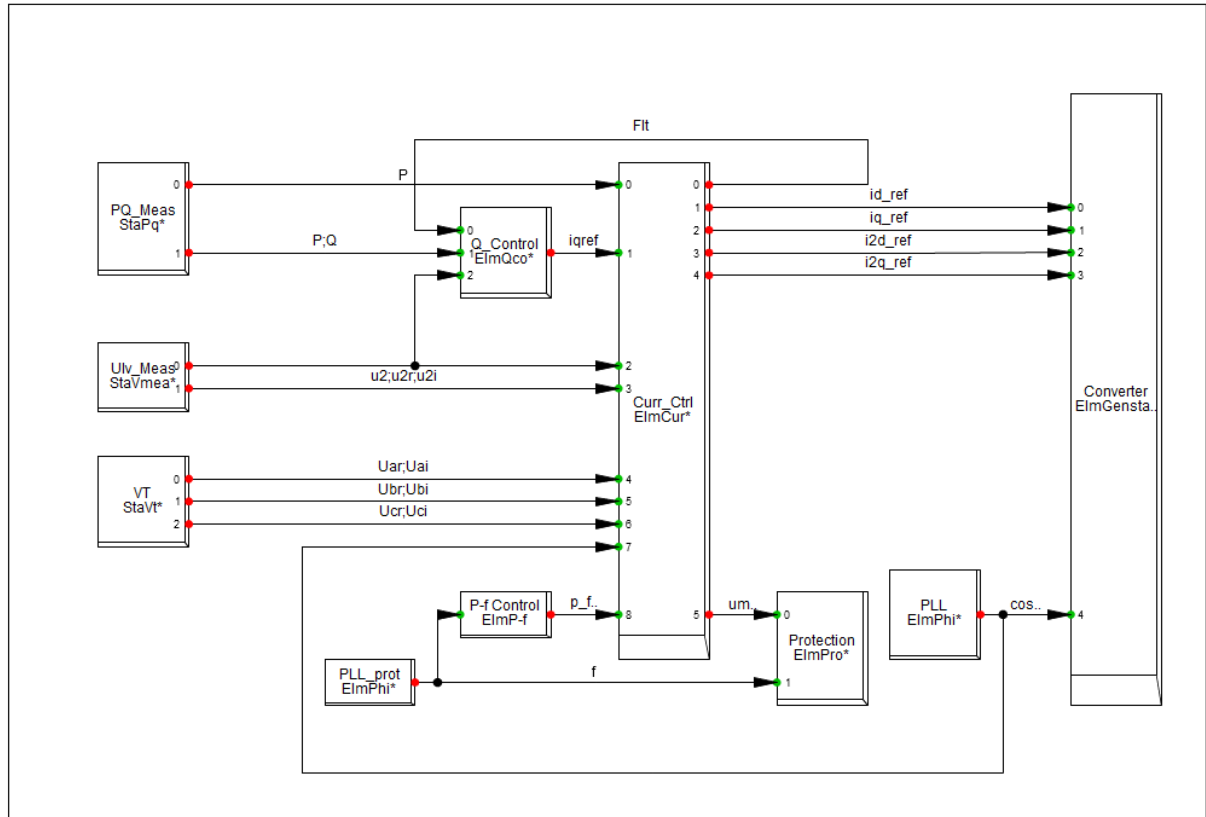 FIt
0
P
0
0
id_ref
PQ_Meas
StaPq*
1
0
0
iq_ref
2
1
P;Q
1
Q_Control
ElmQco*
iqref
1
i2d_ref
3
2
1
2
i2q_ref
4
3
Ulv_Meas
StaVmea*
0
1
u2;u2r;u2i
2
3
Curr_Ctrl
ElmCur*
Converter
ElmGensta..
VT
StaVt*
0
1
2
Uar;Uai
Ubr;Ubi
Ucr;Uci
4
5
6
7
P-f Control
ElmP-f
p_f..
8
5
um..
0
PLL
ElmPhi*
cos..
4
Protection
ElmPro*
PLL_prot
ElmPhi*
f
1